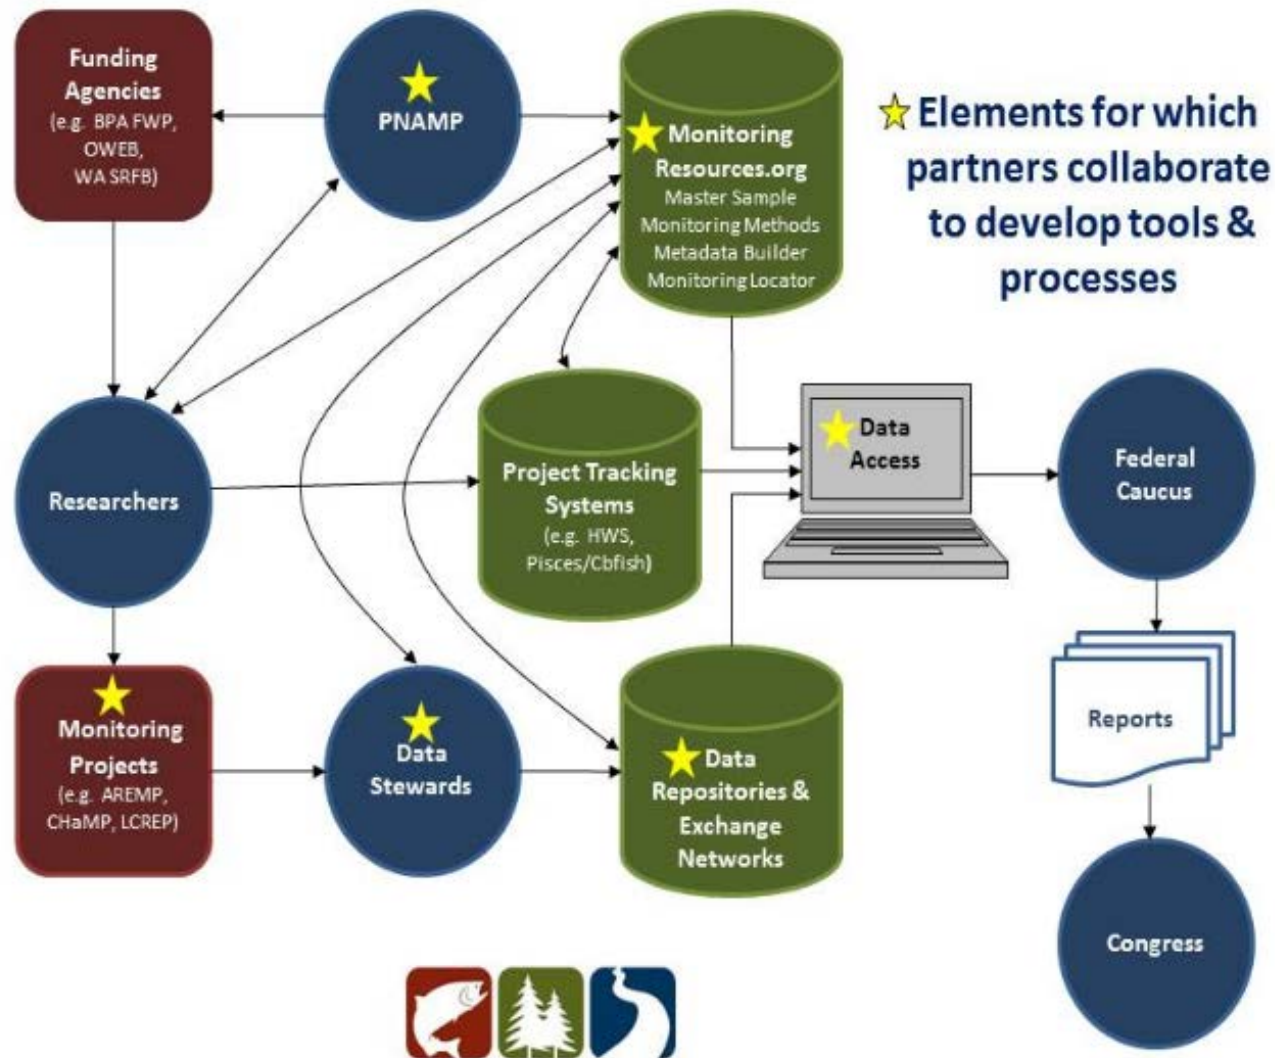 Funding
Agencies
(e.g. BPA FWP,
OWEB,
WA SRFB)
PNAMP
Monitoring
Resources.org
Master Sample
Monitoring Methods
Metadata Builder
Monitoring Locator
Elements for which
partners collaborate
to develop tools &
processes
Researchers
Project Tracking
Systems
(e.g. HWS,
Pisces/Cbfish)
Data
Access
Federal
Caucus
Monitoring
Projects
(e.g. AREMP,
CHaMP, LCREP)
Data
Stewards
Data
Repositories &
Exchange
Networks
Reports
Congress